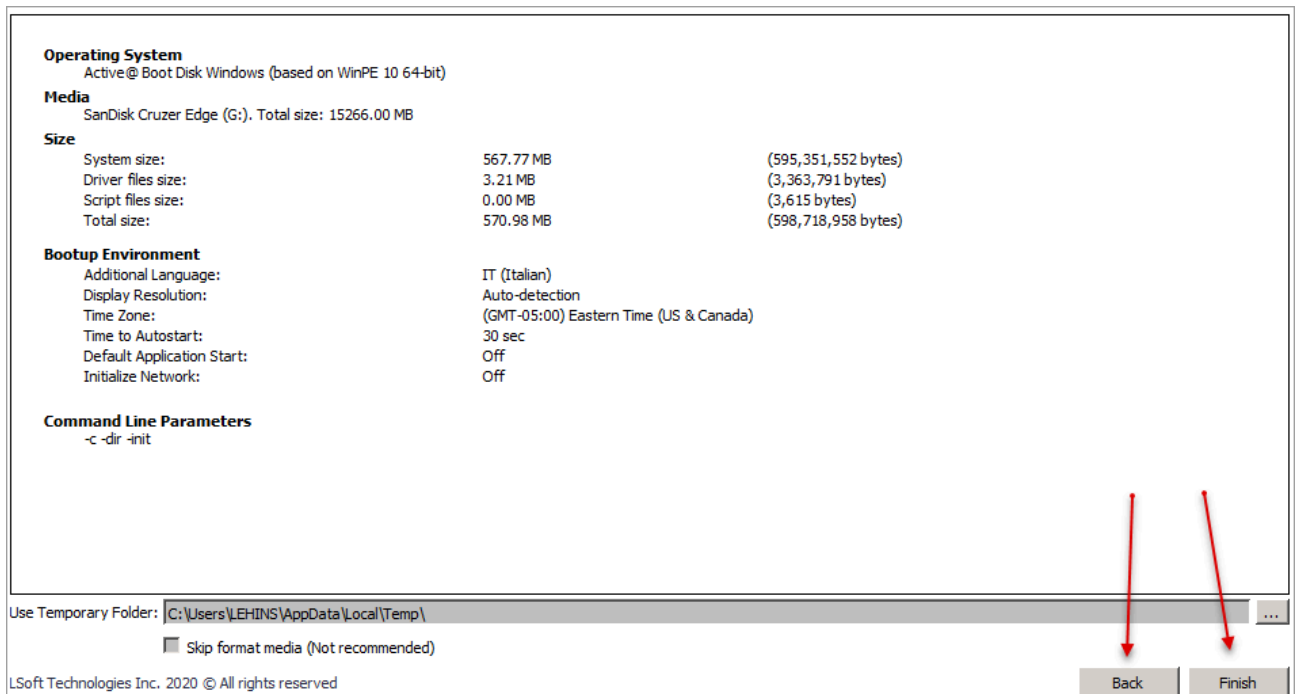 Operating System
Active@ Boot Disk Windows (based on WinPE 10 64-bit)
Media
SanDisk Cruzer Edge (G:). Total size: 15266.00 MB
Size
System size: 567.77 MB (595,351,552 bytes)
Driver files size: 3.21 MB (3,363,791 bytes)
Script files size: 0.00 MB (3,615 bytes)
Total size: 570.98 MB (598,718,958 bytes)
Bootup Environment
Additional Language: IT (Italian)
Display Resolution: Auto-detection
Time Zone: (GMT-05:00) Eastern Time (US & Canada)
Time to Autostart: 30 sec
Default Application Start: Off
Initialize Network: Off
Command Line Parameters
-c -dir -init
Use Temporary Folder: C:\Users\LEHINS\AppData\Local\Temp\ ...
Skip format media (Not recommended)
LSoft Technologies Inc. 2020 © All rights reserved Back Finish